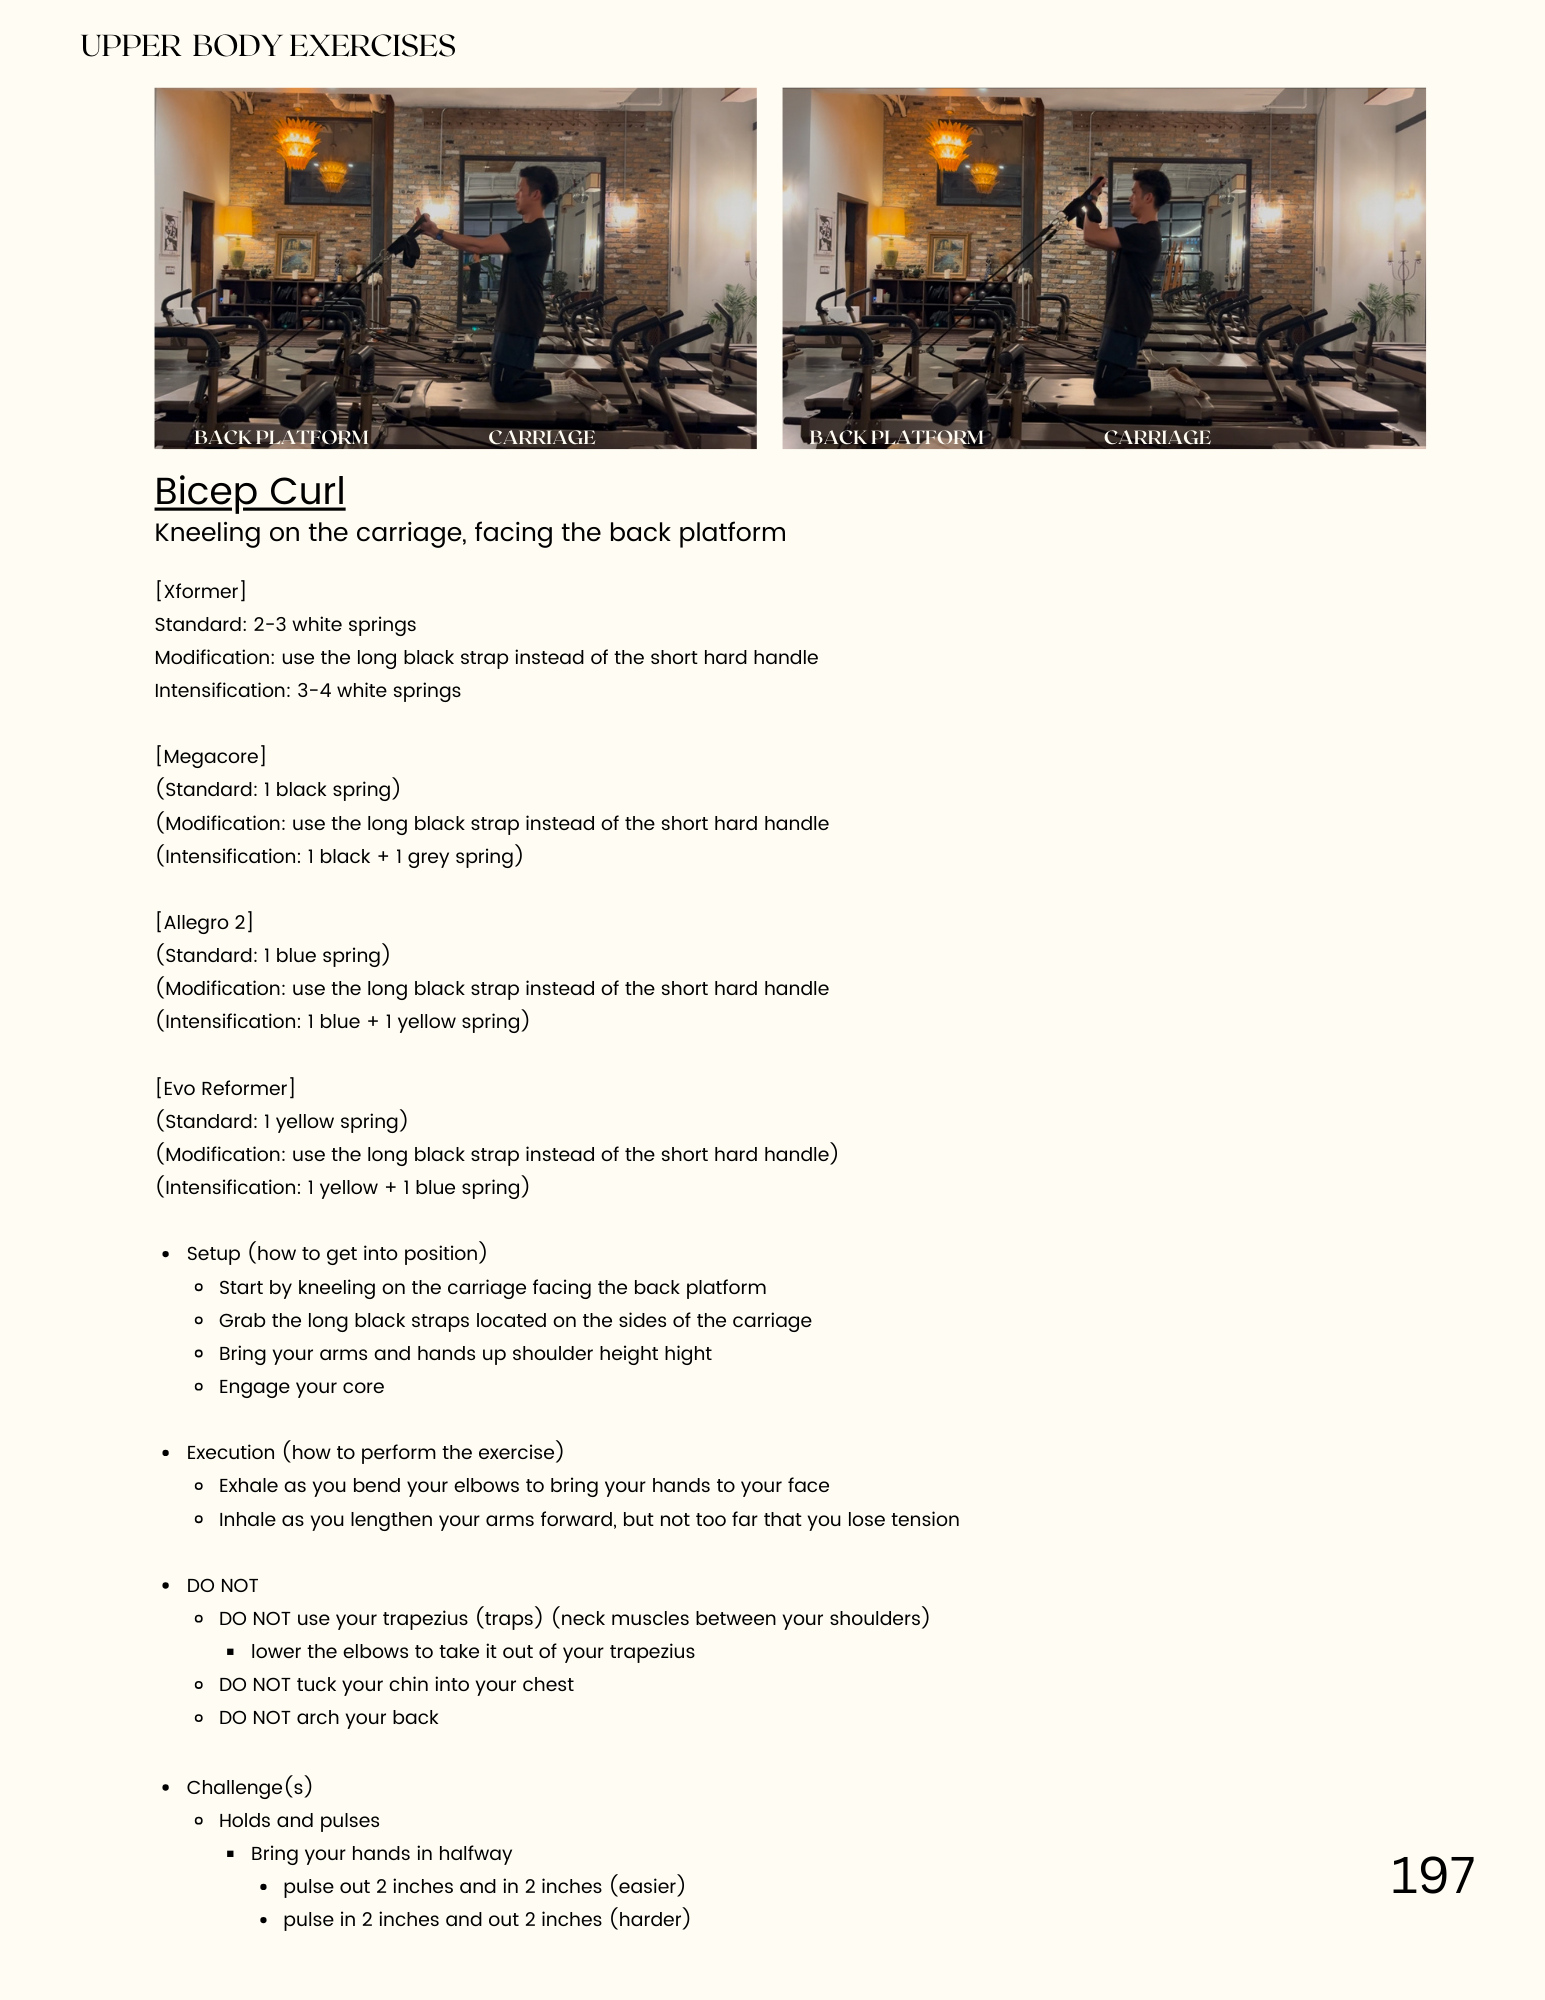 UPPER BODY EXERCISES
BACK PLATFORM CARRIAGE
BACK PLATFORM CARRIAGE
Bicep Curl
Kneeling on the carriage, facing the back platform
[Xformer]
Standard: 2-3 white springs
Modification: use the long black strap instead of the short hard handle
Intensification: 3-4 white springs
[Megacore]
(Standard: 1 black spring)
(Modification: use the long black strap instead of the short hard handle
(Intensification: 1 black + 1 grey spring)
[Allegro 2]
(Standard: 1 blue spring)
(Modification: use the long black strap instead of the short hard handle
(Intensification: 1 blue + 1 yellow spring)
[Evo Reformer]
(Standard: 1 yellow spring)
(Modification: use the long black strap instead of the short hard handle)
(Intensification: 1 yellow + 1 blue spring)
• Setup (how to get into position)
◦ Start by kneeling on the carriage facing the back platform
◦ Grab the long black straps located on the sides of the carriage
◦ Bring your arms and hands up shoulder height hight
◦ Engage your core
• Execution (how to perform the exercise)
◦ Exhale as you bend your elbows to bring your hands to your face
◦ Inhale as you lengthen your arms forward, but not too far that you lose tension
• DO NOT
◦ DO NOT use your trapezius (traps) (neck muscles between your shoulders)
▪ lower the elbows to take it out of your trapezius
◦ DO NOT tuck your chin into your chest
◦ DO NOT arch your back
• Challenge(s)
◦ Holds and pulses
▪ Bring your hands in halfway
• pulse out 2 inches and in 2 inches (easier)
• pulse in 2 inches and out 2 inches (harder)
197